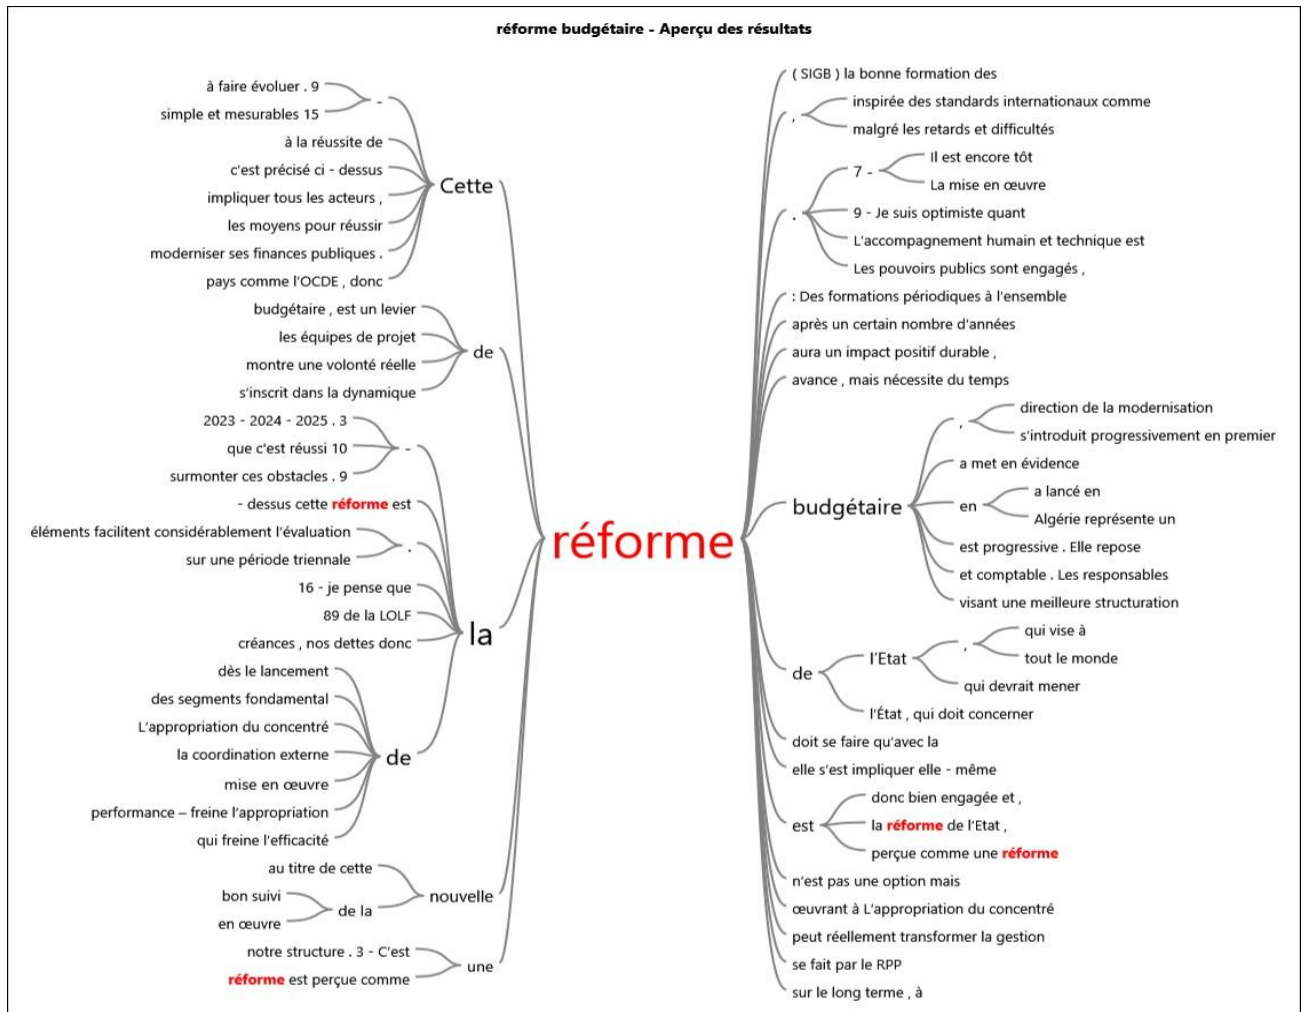 réforme budgétaire - Aperçu des résultats
à faire évoluer . 9
simple et mesurables 15
-
à la réussite de
c'est précisé ci - dessus
impliquer tous les acteurs ,
les moyens pour réussir
moderniser ses finances publiques .
pays comme l'OCDE , donc
Cette
budgétaire , est un levier
les équipes de projet
montre une volonté réelle
s'inscrit dans la dynamique
de
2023 - 2024 - 2025 . 3
que c'est réussi 10
surmonter ces obstacles . 9
-
- dessus cette réforme est
éléments facilitent considérablement l'évaluation
sur une période triennale
.
16 - je pense que
89 de la LOLF
créances , nos dettes donc
la
dès le lancement
des segments fondamental
L'appropriation du concentré
la coordination externe
mise en œuvre
performance – freine l'appropriation
qui freine l'efficacité
de
au titre de cette
bon suivi
en œuvre
de la
nouvelle
notre structure . 3 - C'est
réforme est perçue comme
une
réforme
( SIGB ) la bonne formation des
,
inspirée des standards internationaux comme
malgré les retards et difficultés
.
7 -
Il est encore tôt
La mise en œuvre
9 - Je suis optimiste quant
L'accompagnement humain et technique est
Les pouvoirs publics sont engagés ,
: Des formations périodiques à l'ensemble
après un certain nombre d'années
aura un impact positif durable ,
avance , mais nécessite du temps
budgétaire
,
direction de la modernisation
s'introduit progressivement en premier
a met en évidence
en
a lancé en
Algérie représente un
est progressive . Elle repose
et comptable . Les responsables
visant une meilleure structuration
de
l'Etat
,
qui vise à
tout le monde
qui devrait mener
l'État , qui doit concerner
doit se faire qu'avec la
elle s'est impliquer elle - même
est
donc bien engagée et ,
la réforme de l'Etat ,
perçue comme une réforme
n'est pas une option mais
œuvrant à L'appropriation du concentré
peut réellement transformer la gestion
se fait par le RPP
sur le long terme , à